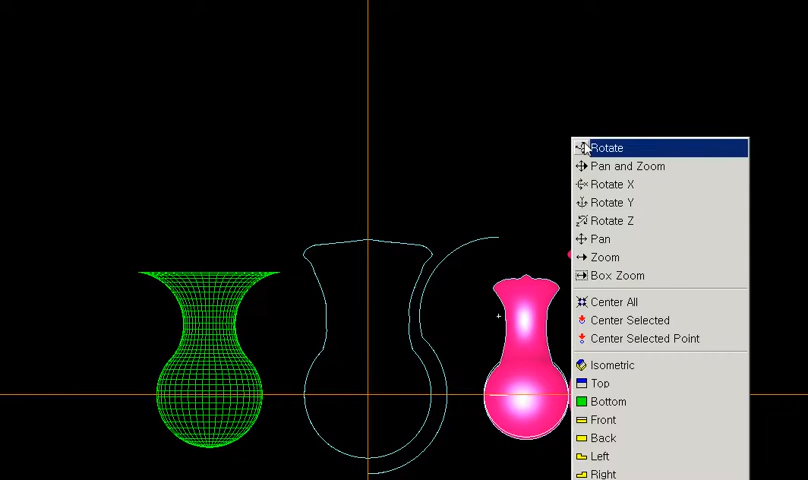 Rotate
Pan and Zoom
Rotate X
Rotate Y
Rotate Z
Pan
Zoom
Box Zoom
Center All
Center Selected
Center Selected Point
Isometric
Top
Bottom
Front
Back
Left
Right